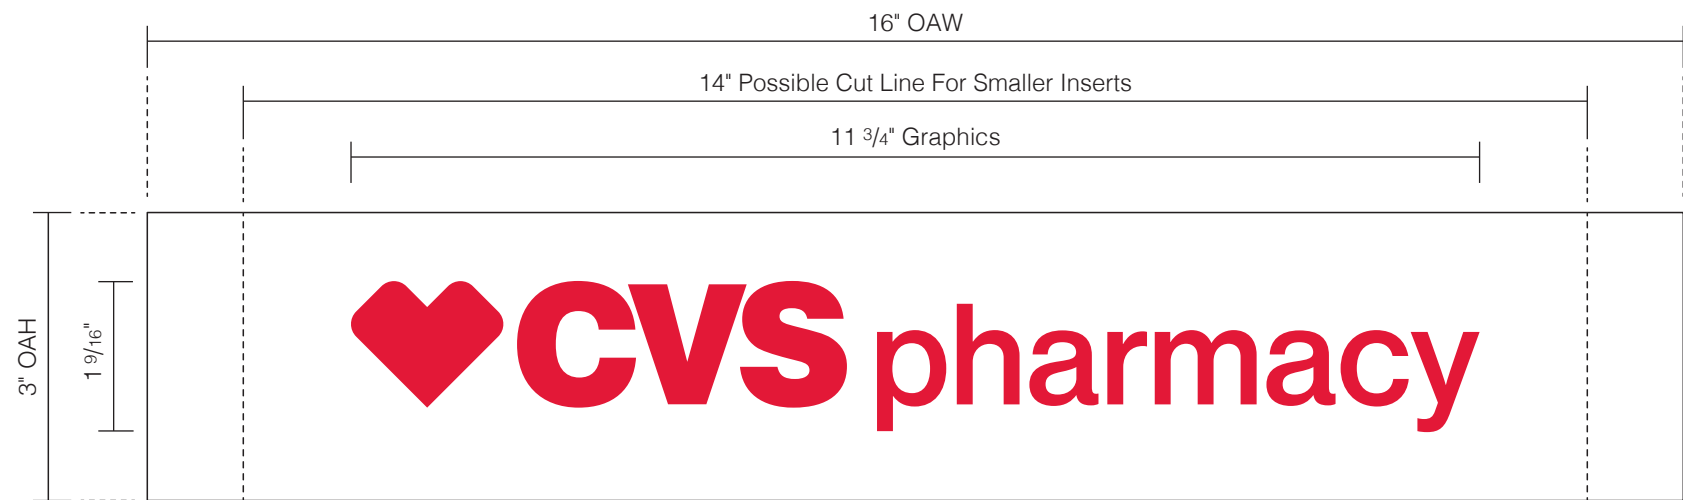 16" OAW
14" Possible Cut Line For Smaller Inserts
11 3/4" Graphics
3" OAH
1 9/16"
CVS pharmacy